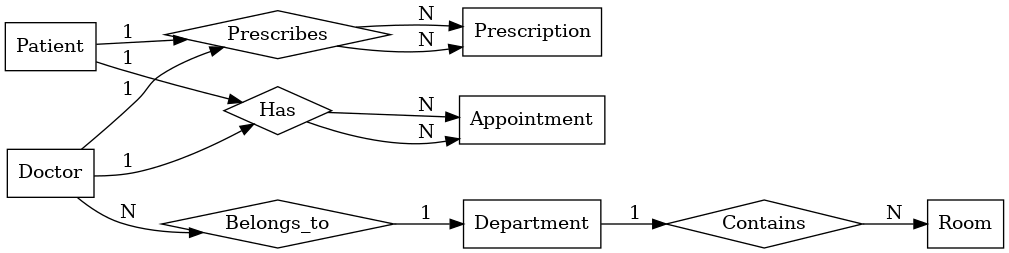 1
N
Patient
Prescribes
Prescription
1
N
1
N
Has
Appointment
1
N
Doctor
N
Belongs_to
1
Department
1
Contains
N
Room